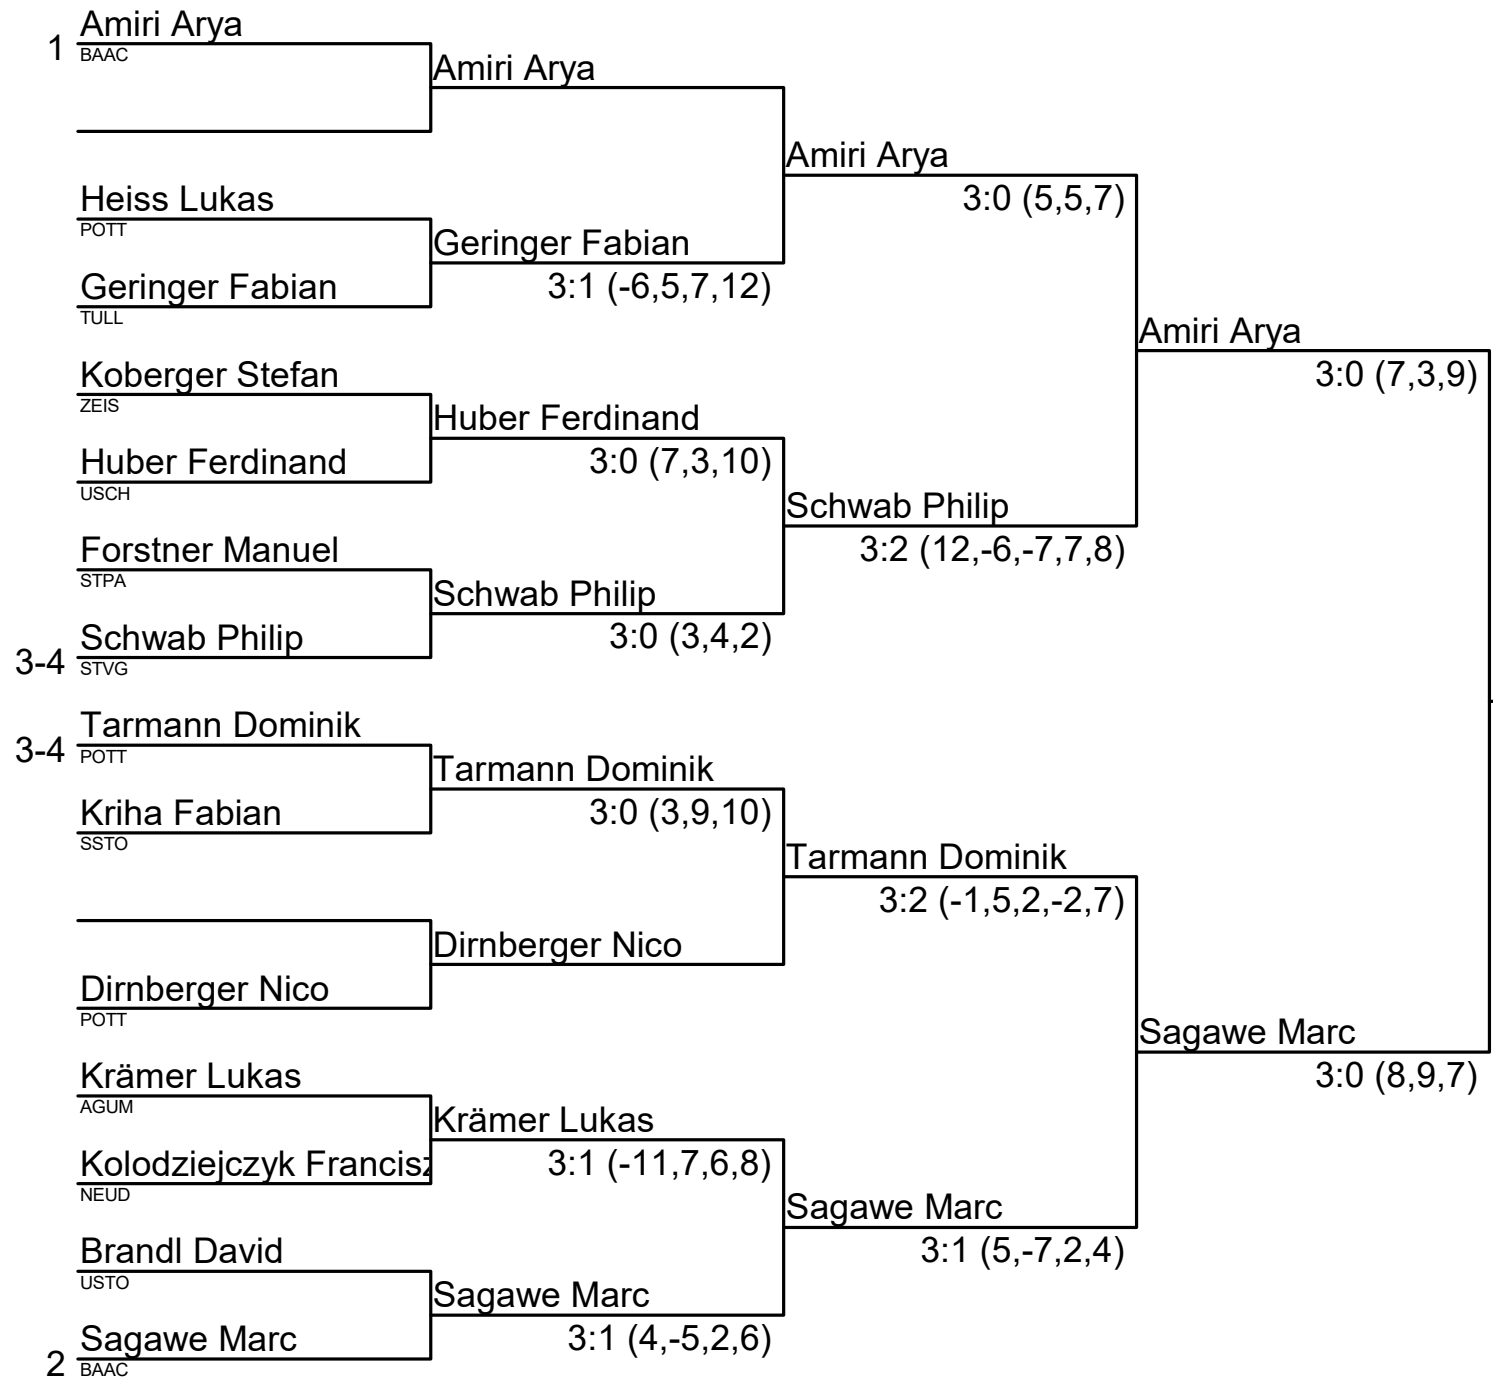 Amiri Arya
1
BAAC
Amiri Arya
Amiri Arya
3:0 (5,5,7)
Heiss Lukas
POTT
Geringer Fabian
3:1 (-6,5,7,12)
Geringer Fabian
TULL
Amiri Arya
3:0 (7,3,9)
Koberger Stefan
ZEIS
Huber Ferdinand
3:0 (7,3,10)
Huber Ferdinand
USCH
Schwab Philip
3:2 (12,-6,-7,7,8)
Forstner Manuel
STPA
Schwab Philip
3:0 (3,4,2)
Schwab Philip
3-4
STVG
Tarmann Dominik
3-4
POTT
Tarmann Dominik
3:0 (3,9,10)
Kriha Fabian
SSTO
Tarmann Dominik
3:2 (-1,5,2,-2,7)
Dirnberger Nico
Dirnberger Nico
POTT
Sagawe Marc
3:0 (8,9,7)
Krämer Lukas
AGUM
Krämer Lukas
3:1 (-11,7,6,8)
Kolodziejczyk Francisz
NEUD
Sagawe Marc
3:1 (5,-7,2,4)
Brandl David
USTO
Sagawe Marc
3:1 (4,-5,2,6)
Sagawe Marc
2
BAAC